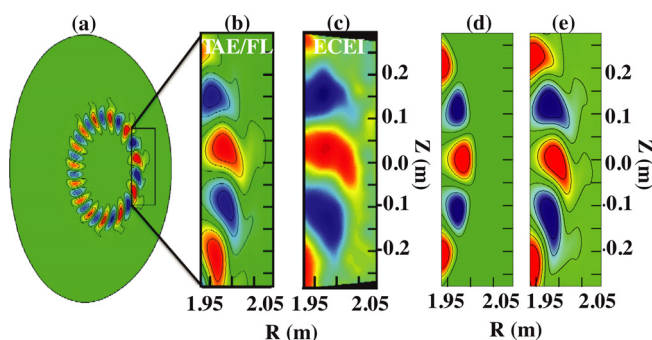 (a) (b) (c) (d) (e)
TAE/FL ECEI
0.2
0.1
0.0
-0.1
-0.2
Z (m)
0.2
0.1
0.0
-0.1
-0.2
Z (m)
1.95 2.05 1.95 2.05 1.95 2.05 1.95 2.05
R (m) R (m)